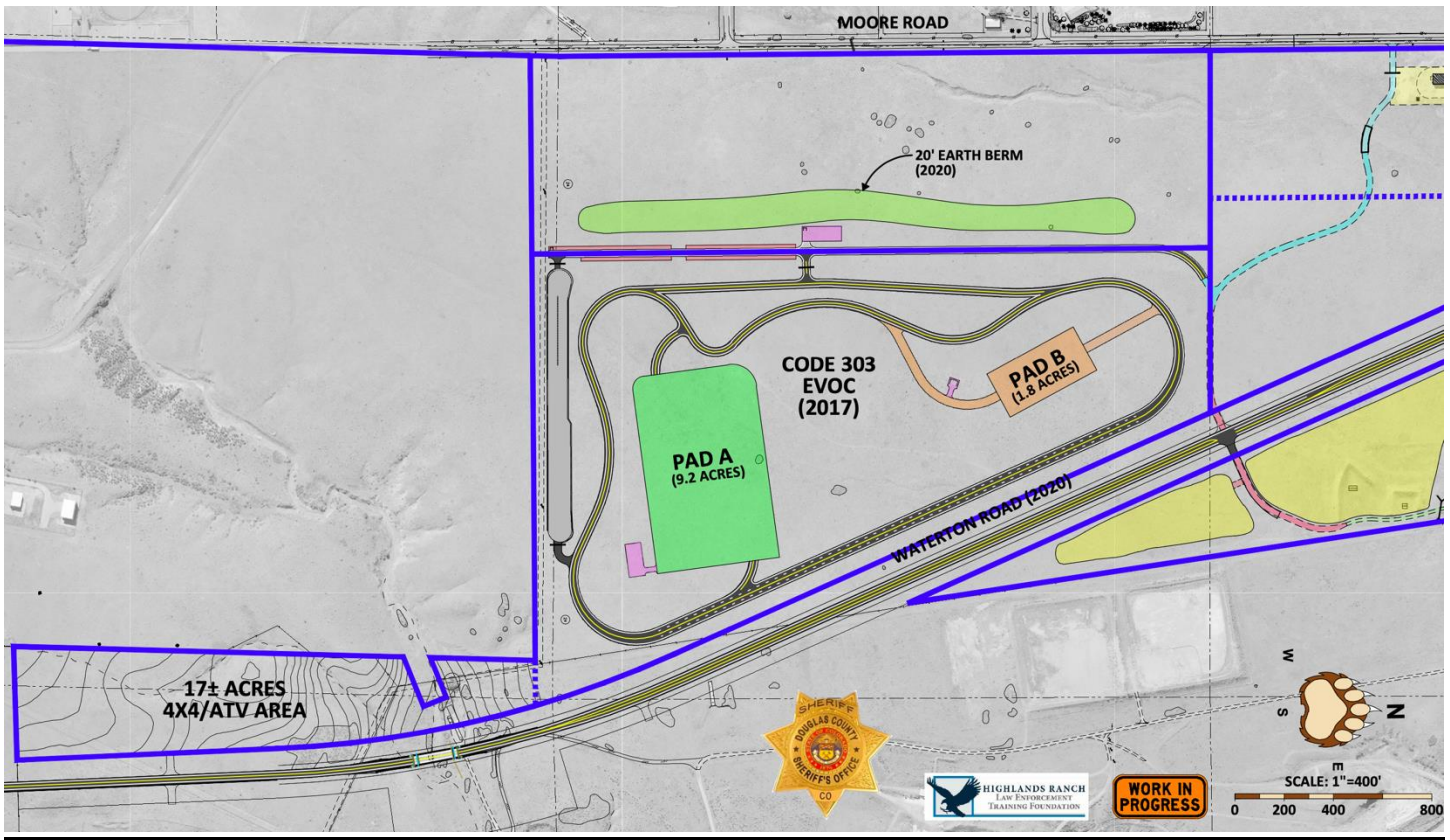 MOORE ROAD
20' EARTH BERM
(2020)
CODE 303
EVOC
(2017)
PAD B
(1.8 ACRES)
PAD A
(9.2 ACRES)
WATERTON ROAD (2020)
17± ACRES
4X4/ATV AREA
SHERIFF
DOUGLAS COUNTY
SHERIFF'S OFFICE
CO
HIGHLANDS RANCH
LAW ENFORCEMENT
TRAINING FOUNDATION
WORK IN
PROGRESS
W
S
N
E
SCALE: 1"=400'
0 200 400 800